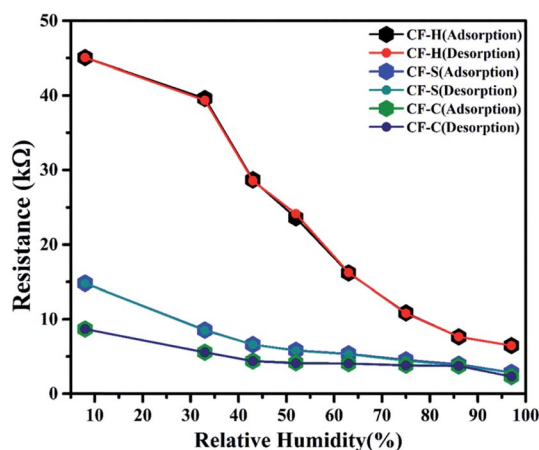 50
40
30
20
10
0
Resistance (kΩ)
CF-H(Adsorption)
CF-H(Desorption)
CF-S(Adsorption)
CF-S(Desorption)
CF-C(Adsorption)
CF-C(Desorption)
10 20 30 40 50 60 70 80 90 100
Relative Humidity(%)